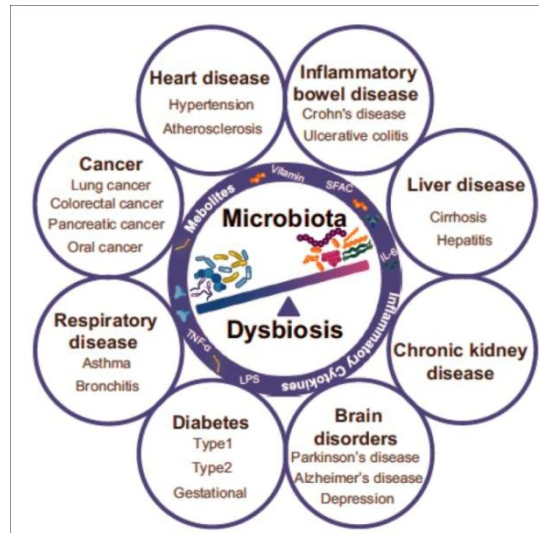 Heart disease
Hypertension
Atherosclerosis
Inflammatory
bowel disease
Crohn's disease
Ulcerative colitis
Cancer
Lung cancer
Colorectal cancer
Pancreatic cancer
Oral cancer
Liver disease
Cirrhosis
Hepatitis
Mebolites
Vitamin
SFAC
IL-6
Inflammatory Cytokines
LPS
TNF-α
Microbiota
Dysbiosis
Respiratory
disease
Asthma
Bronchitis
Chronic kidney
disease
Diabetes
Type1
Type2
Gestational
Brain
disorders
Parkinson's disease
Alzheimer's disease
Depression